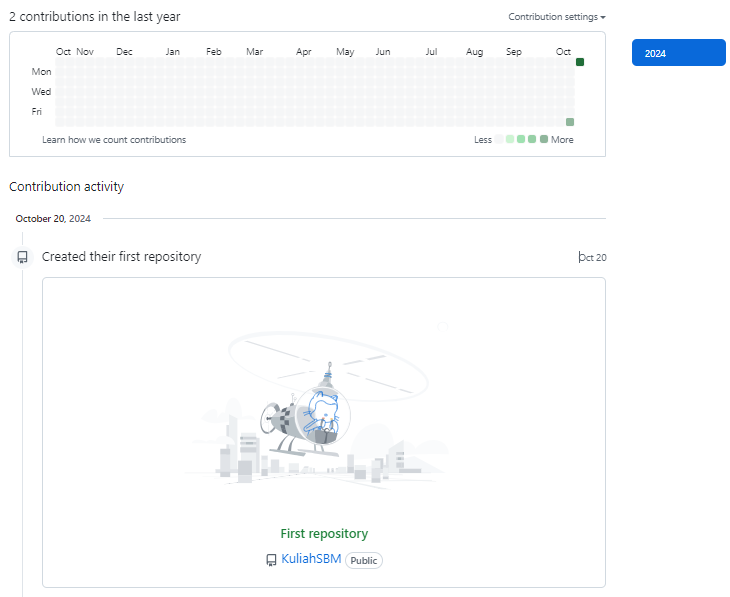 2 contributions in the last year
Contribution settings
2024
Oct Nov Dec Jan Feb Mar Apr May Jun Jul Aug Sep Oct
Mon
Wed
Fri
Learn how we count contributions
Less More
Contribution activity
October 20, 2024
Created their first repository
Oct 20
First repository
KuliahSBM Public